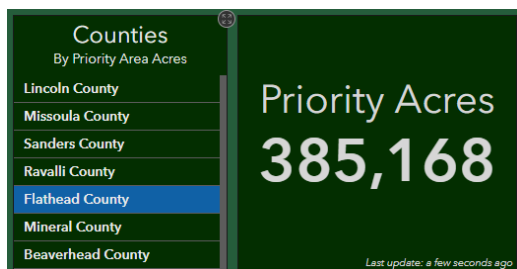 Counties
By Priority Area Acres
Lincoln County
Missoula County
Sanders County
Ravalli County
Flathead County
Mineral County
Beaverhead County
Priority Acres
385,168
Last update: a few seconds ago